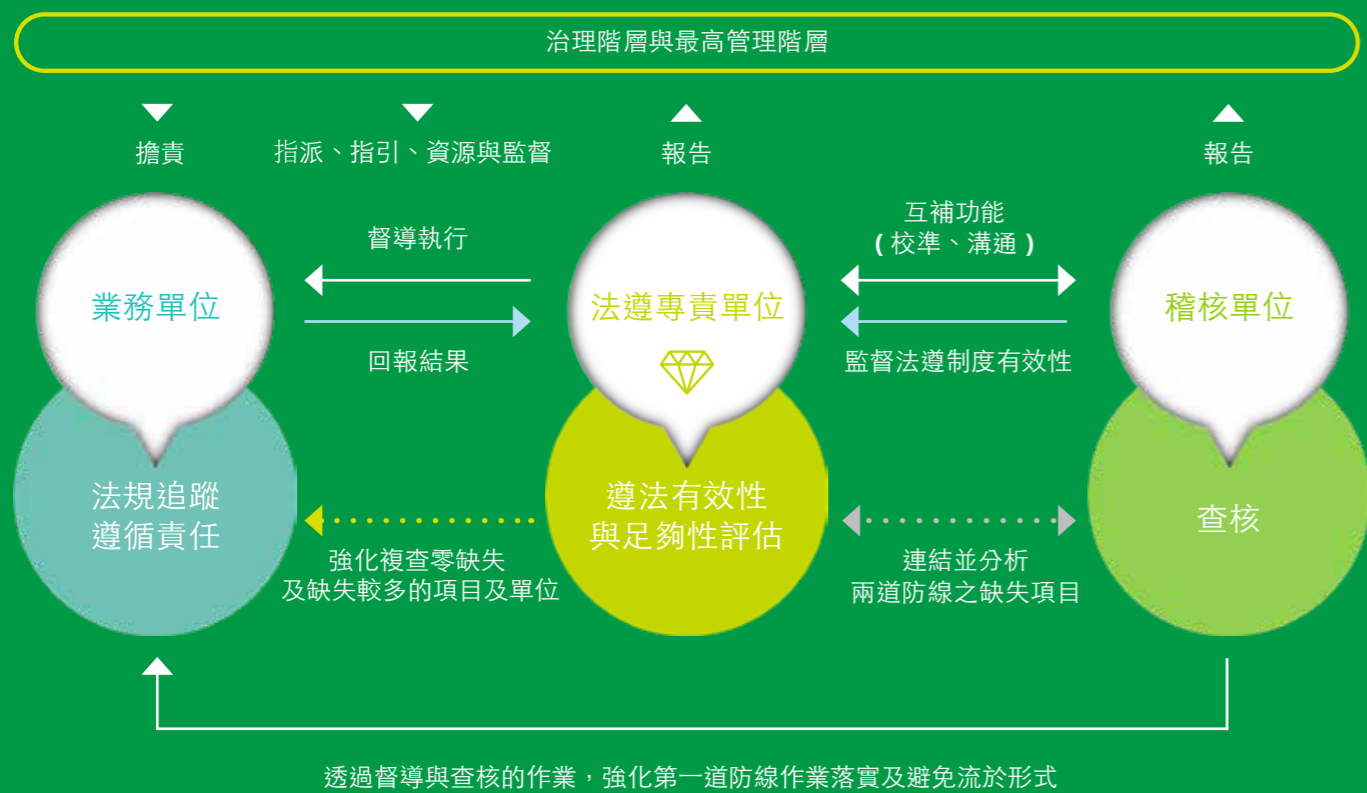 治理階層與最高管理階層
擔責
指派、指引、資源與監督
報告
報告
業務單位
督導執行
回報結果
法遵專責單位
互補功能
( 校準、溝通 )
監督法遵制度有效性
稽核單位
法規追蹤
遵循責任
強化複查零缺失
及缺失較多的項目及單位
遵法有效性
與足夠性評估
連結並分析
兩道防線之缺失項目
查核
透過督導與查核的作業，強化第一道防線作業落實及避免流於形式